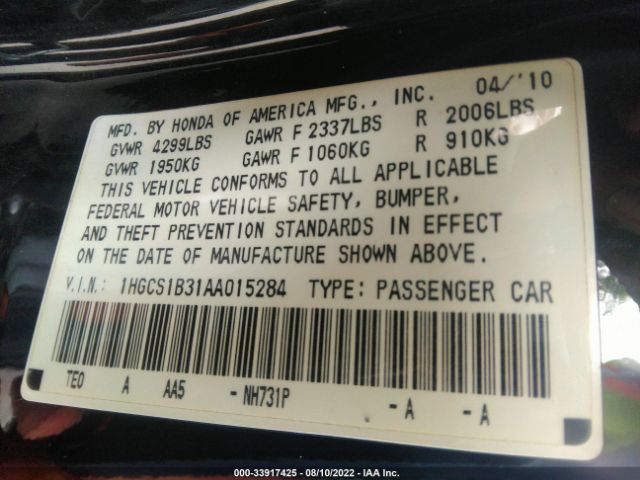 MFD. BY HONDA OF AMERICA MFG., INC. 04/'10
GVWR 4299LBS GAWR F 2337LBS R 2006LBS
GVWR 1950KG GAWR F 1060KG R 910KG
THIS VEHICLE CONFORMS TO ALL APPLICABLE
FEDERAL MOTOR VEHICLE SAFETY, BUMPER,
AND THEFT PREVENTION STANDARDS IN EFFECT
ON THE DATE OF MANUFACTURE SHOWN ABOVE.
V.I.N.: 1HGCS1B31AA015284 TYPE: PASSENGER CAR
TE0 A AA5 -NH731P -A -A
000-33917425 - 08/10/2022 - IAA Inc.